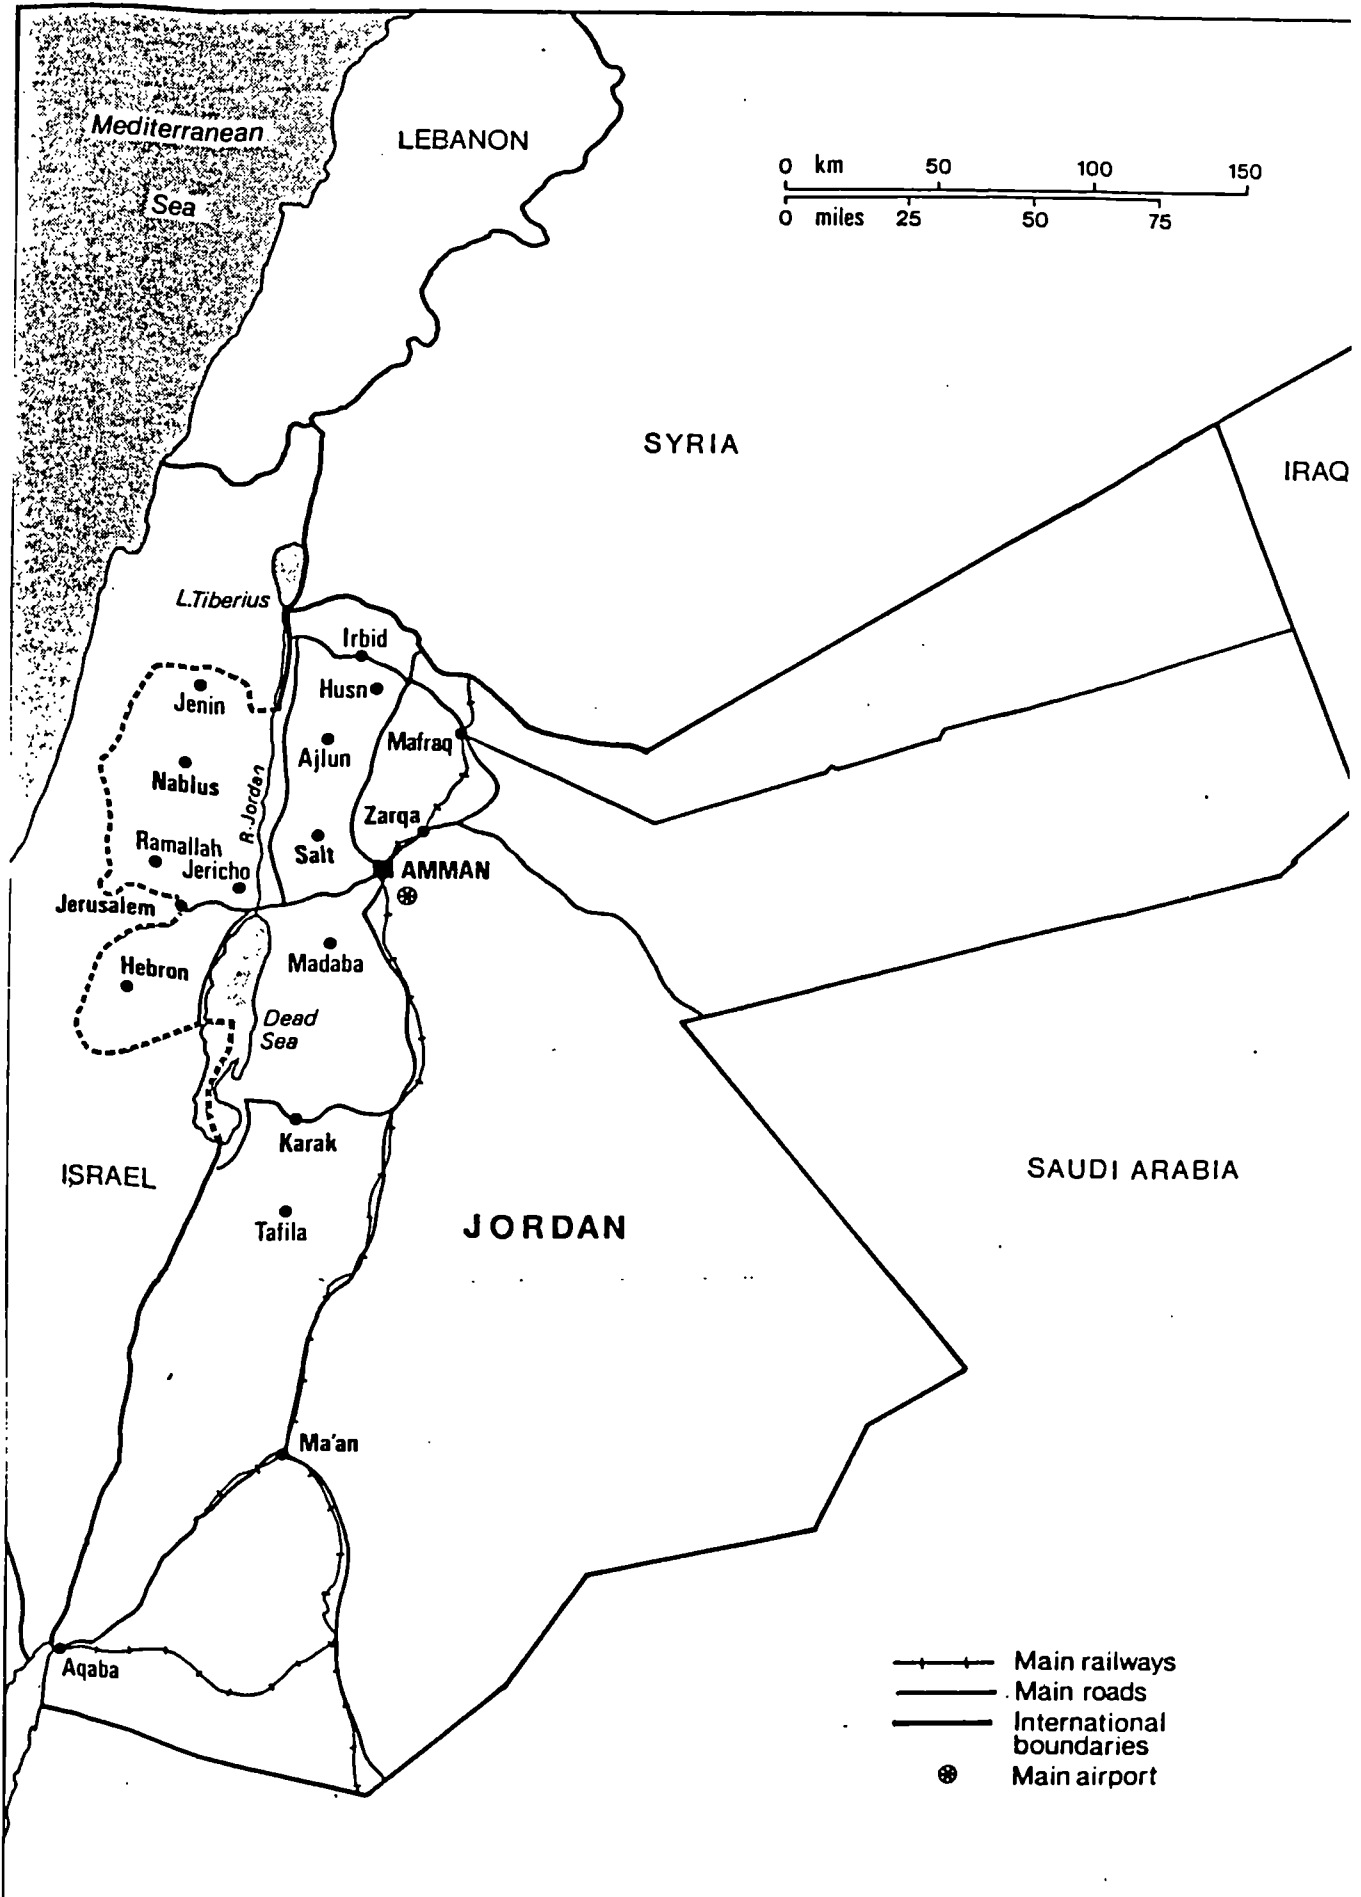 Mediterranean
Sea
LEBANON
0 km 50 100 150
0 miles 25 50 75
SYRIA
IRAQ
L.Tiberius
Irbid
Husn
Jenin
Ajlun
Mafraq
Nablus
R.Jordan
Zarqa
Ramallah
Salt
Jericho
AMMAN
Jerusalem
Hebron
Madaba
Dead
Sea
Karak
ISRAEL
SAUDI ARABIA
Tafila
JORDAN
Ma'an
Aqaba
Main railways
Main roads
International
boundaries
Main airport